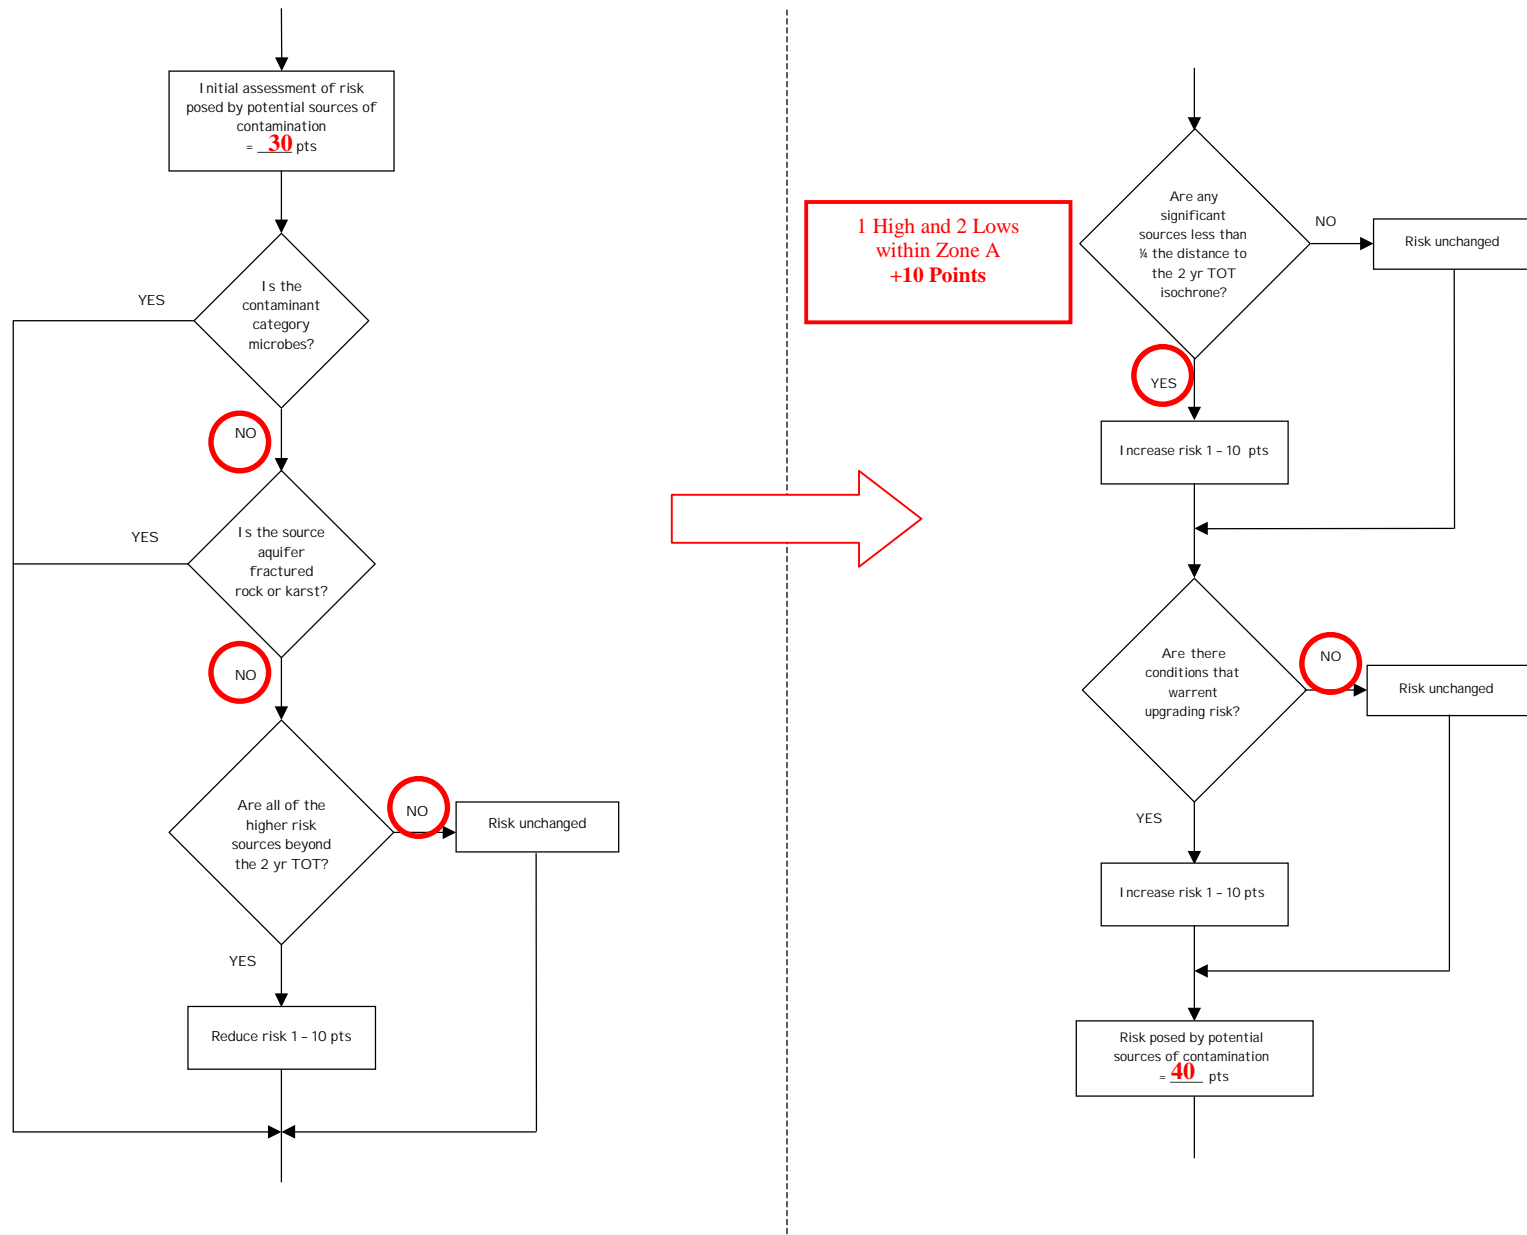 Initial assessment of risk
posed by potential sources of
contamination
= 30 pts
YES
Is the
contaminant
category
microbes?
NO
YES
Is the source
aquifer
fractured
rock or karst?
NO
Are all of the
higher risk
sources beyond
the 2 yr TOT?
NO
Risk unchanged
YES
Reduce risk 1 – 10 pts
1 High and 2 Lows
within Zone A
+10 Points
Are any
significant
sources less than
¼ the distance to
the 2 yr TOT
isochrone?
NO
Risk unchanged
YES
Increase risk 1 – 10 pts
Are there
conditions that
warrent
upgrading risk?
NO
Risk unchanged
YES
Increase risk 1 – 10 pts
Risk posed by potential
sources of contamination
= 40 pts